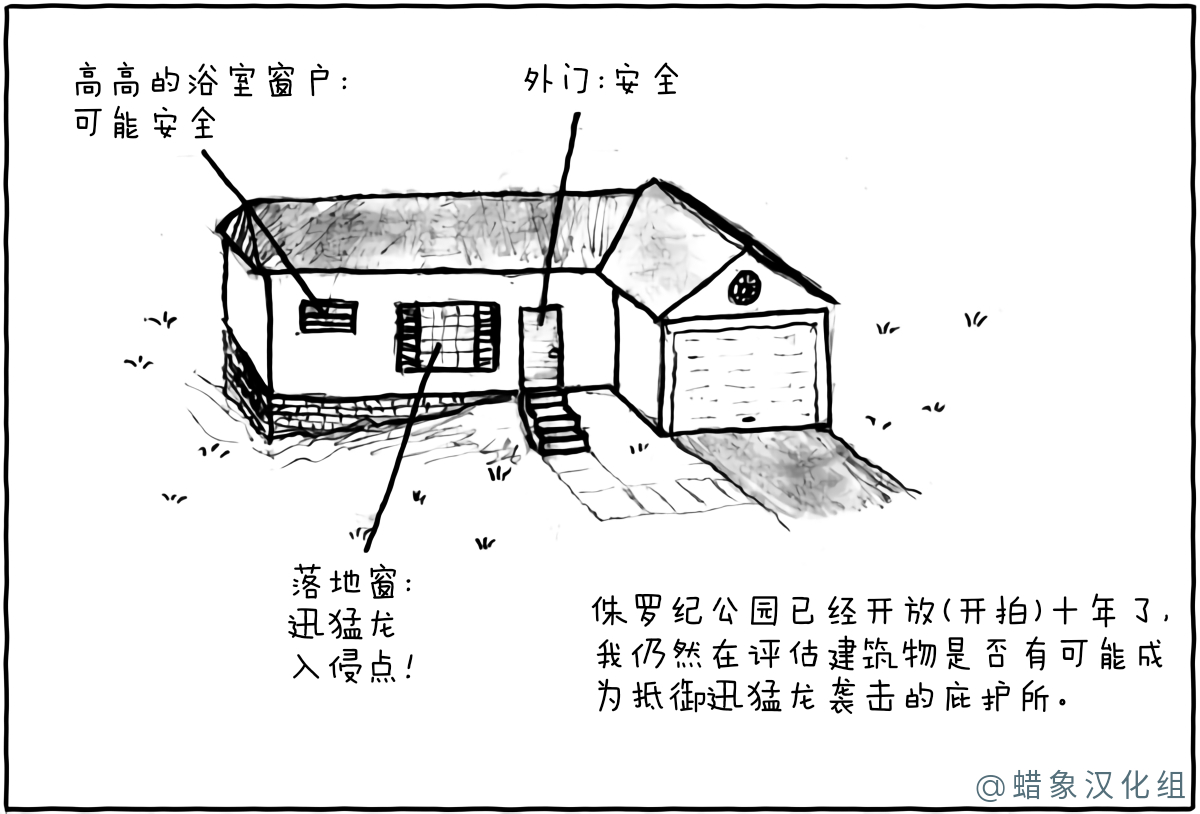 高高的浴室窗户:
可能安全
外门:安全
落地窗:
迅猛龙
入侵点!
侏罗纪公园已经开放(开拍)十年了,
我仍然在评估建筑物是否有可能成
为抵御迅猛龙袭击的庇护所。
@蜡象汉化组